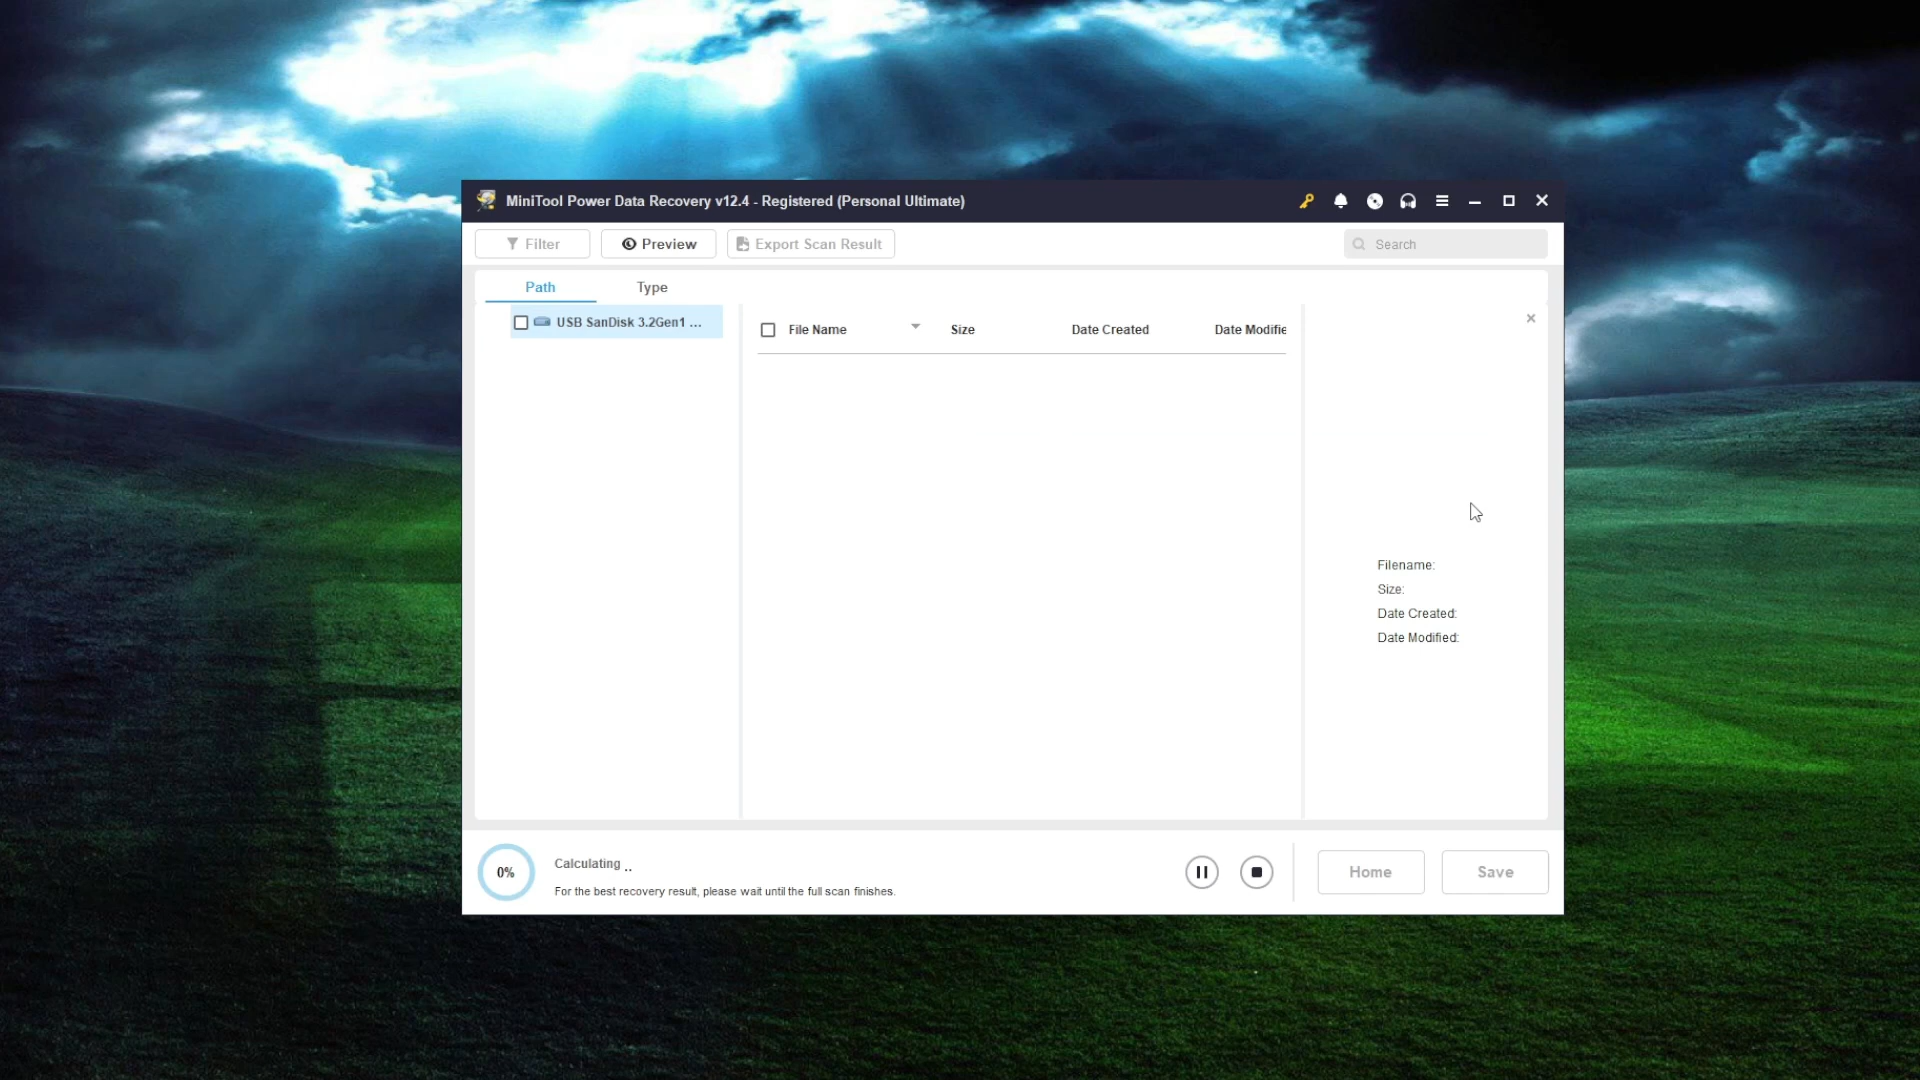 MiniTool Power Data Recovery v12.4 - Registered (Personal Ultimate)
Filter
Preview
Export Scan Result
Search
Path
Type
USB SanDisk 3.2Gen1 ...
File Name
Size
Date Created
Date Modifie
Filename:
Size:
Date Created:
Date Modified:
0%
Calculating ..
For the best recovery result, please wait until the full scan finishes.
Home
Save